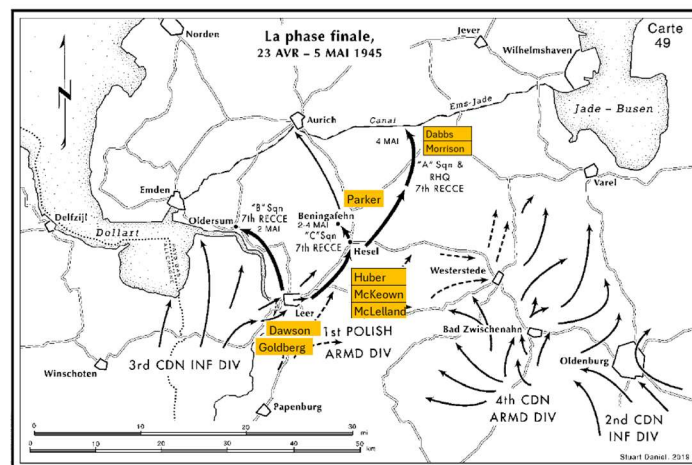 La phase finale,
23 AVR – 5 MAI 1945
Carte
49
Norden
Jever
Wilhelmshaven
N
Jade - Busen
Ems-Jade
Canal
Aurich
4 MAI
Dabbs
Morrison
"A" Sqn &
RHQ
7th RECCE
Varel
Emden
Delfzijl
Dollart
Oldersum
"B" Sqn
7th RECCE
2 MAI
Parker
Beningafehn
2-4 MAI
"C" Sqn
7th RECCE
Hesel
Westerstede
Huber
McKeown
McLelland
Leer
Dawson
Goldberg
1st POLISH
ARMD DIV
Bad Zwischenahn
Oldenburg
3rd CDN INF DIV
Winschoten
Papenburg
4th CDN
ARMD DIV
2nd CDN
INF DIV
0 10 20 30
mi
0 10 20 30 40 50
km
Stuart Daniel. 2019